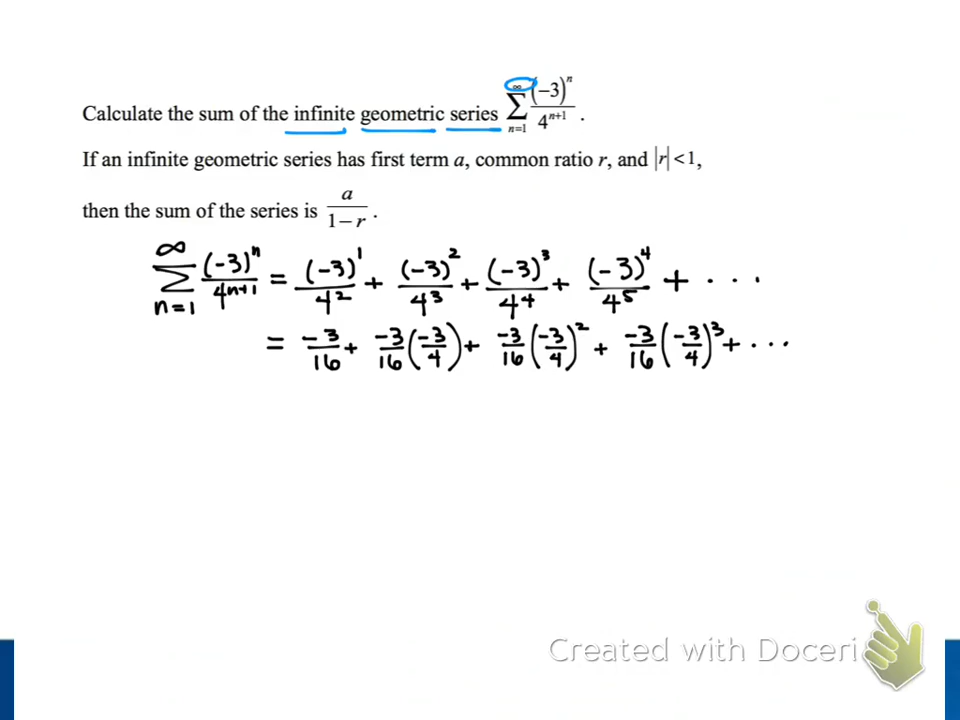 Calculate the sum of the infinite geometric series ∑_{n=1}^{∞} (−3)^n / 4^{n+1} .
If an infinite geometric series has first term a, common ratio r, and |r| < 1,
then the sum of the series is a / (1 − r) .
∑_{n=1}^{∞} (−3)^n / 4^{n+1} = (−3)^1 / 4^2 + (−3)^2 / 4^3 + (−3)^3 / 4^4 + (−3)^4 / 4^5 + · · ·
= −3/16 + −3/16 (−3/4) + −3/16 (−3/4)^2 + −3/16 (−3/4)^3 + · · ·
Created with Doceri